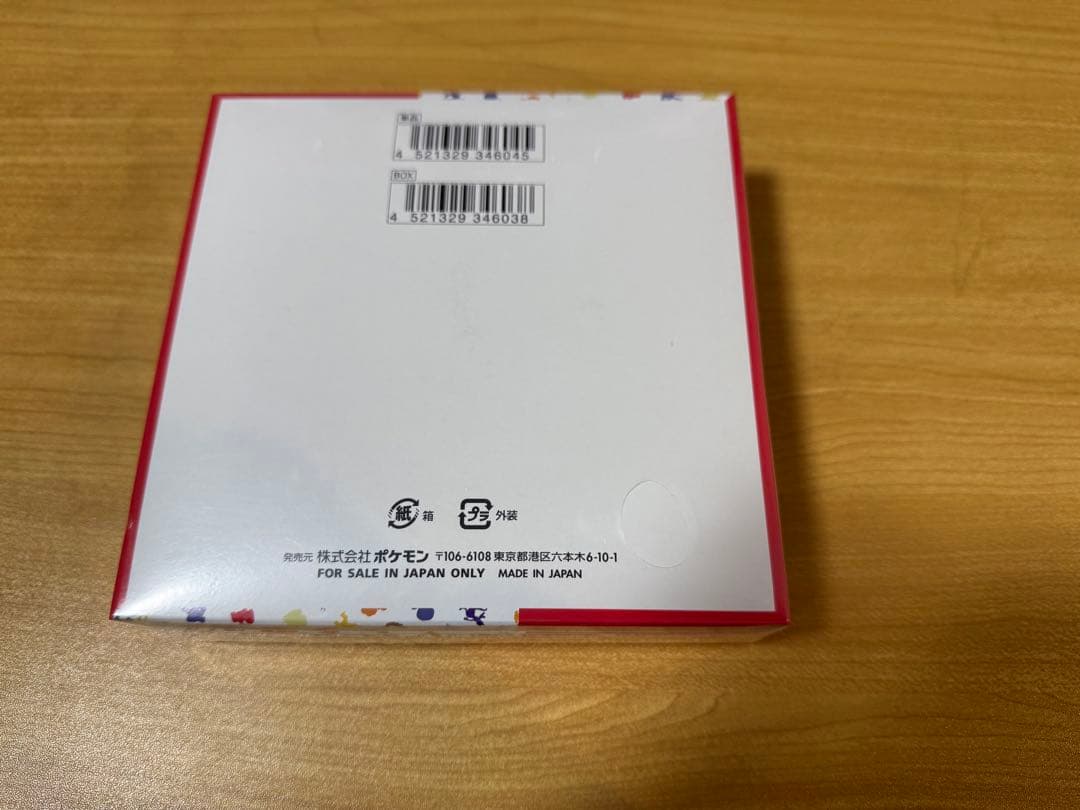 単品
4 521329 346045
BOX
4 521329 346038
紙 箱 プラ 外装
発売元 株式会社 ポケモン 〒106-6108 東京都港区六本木6-10-1
FOR SALE IN JAPAN ONLY MADE IN JAPAN